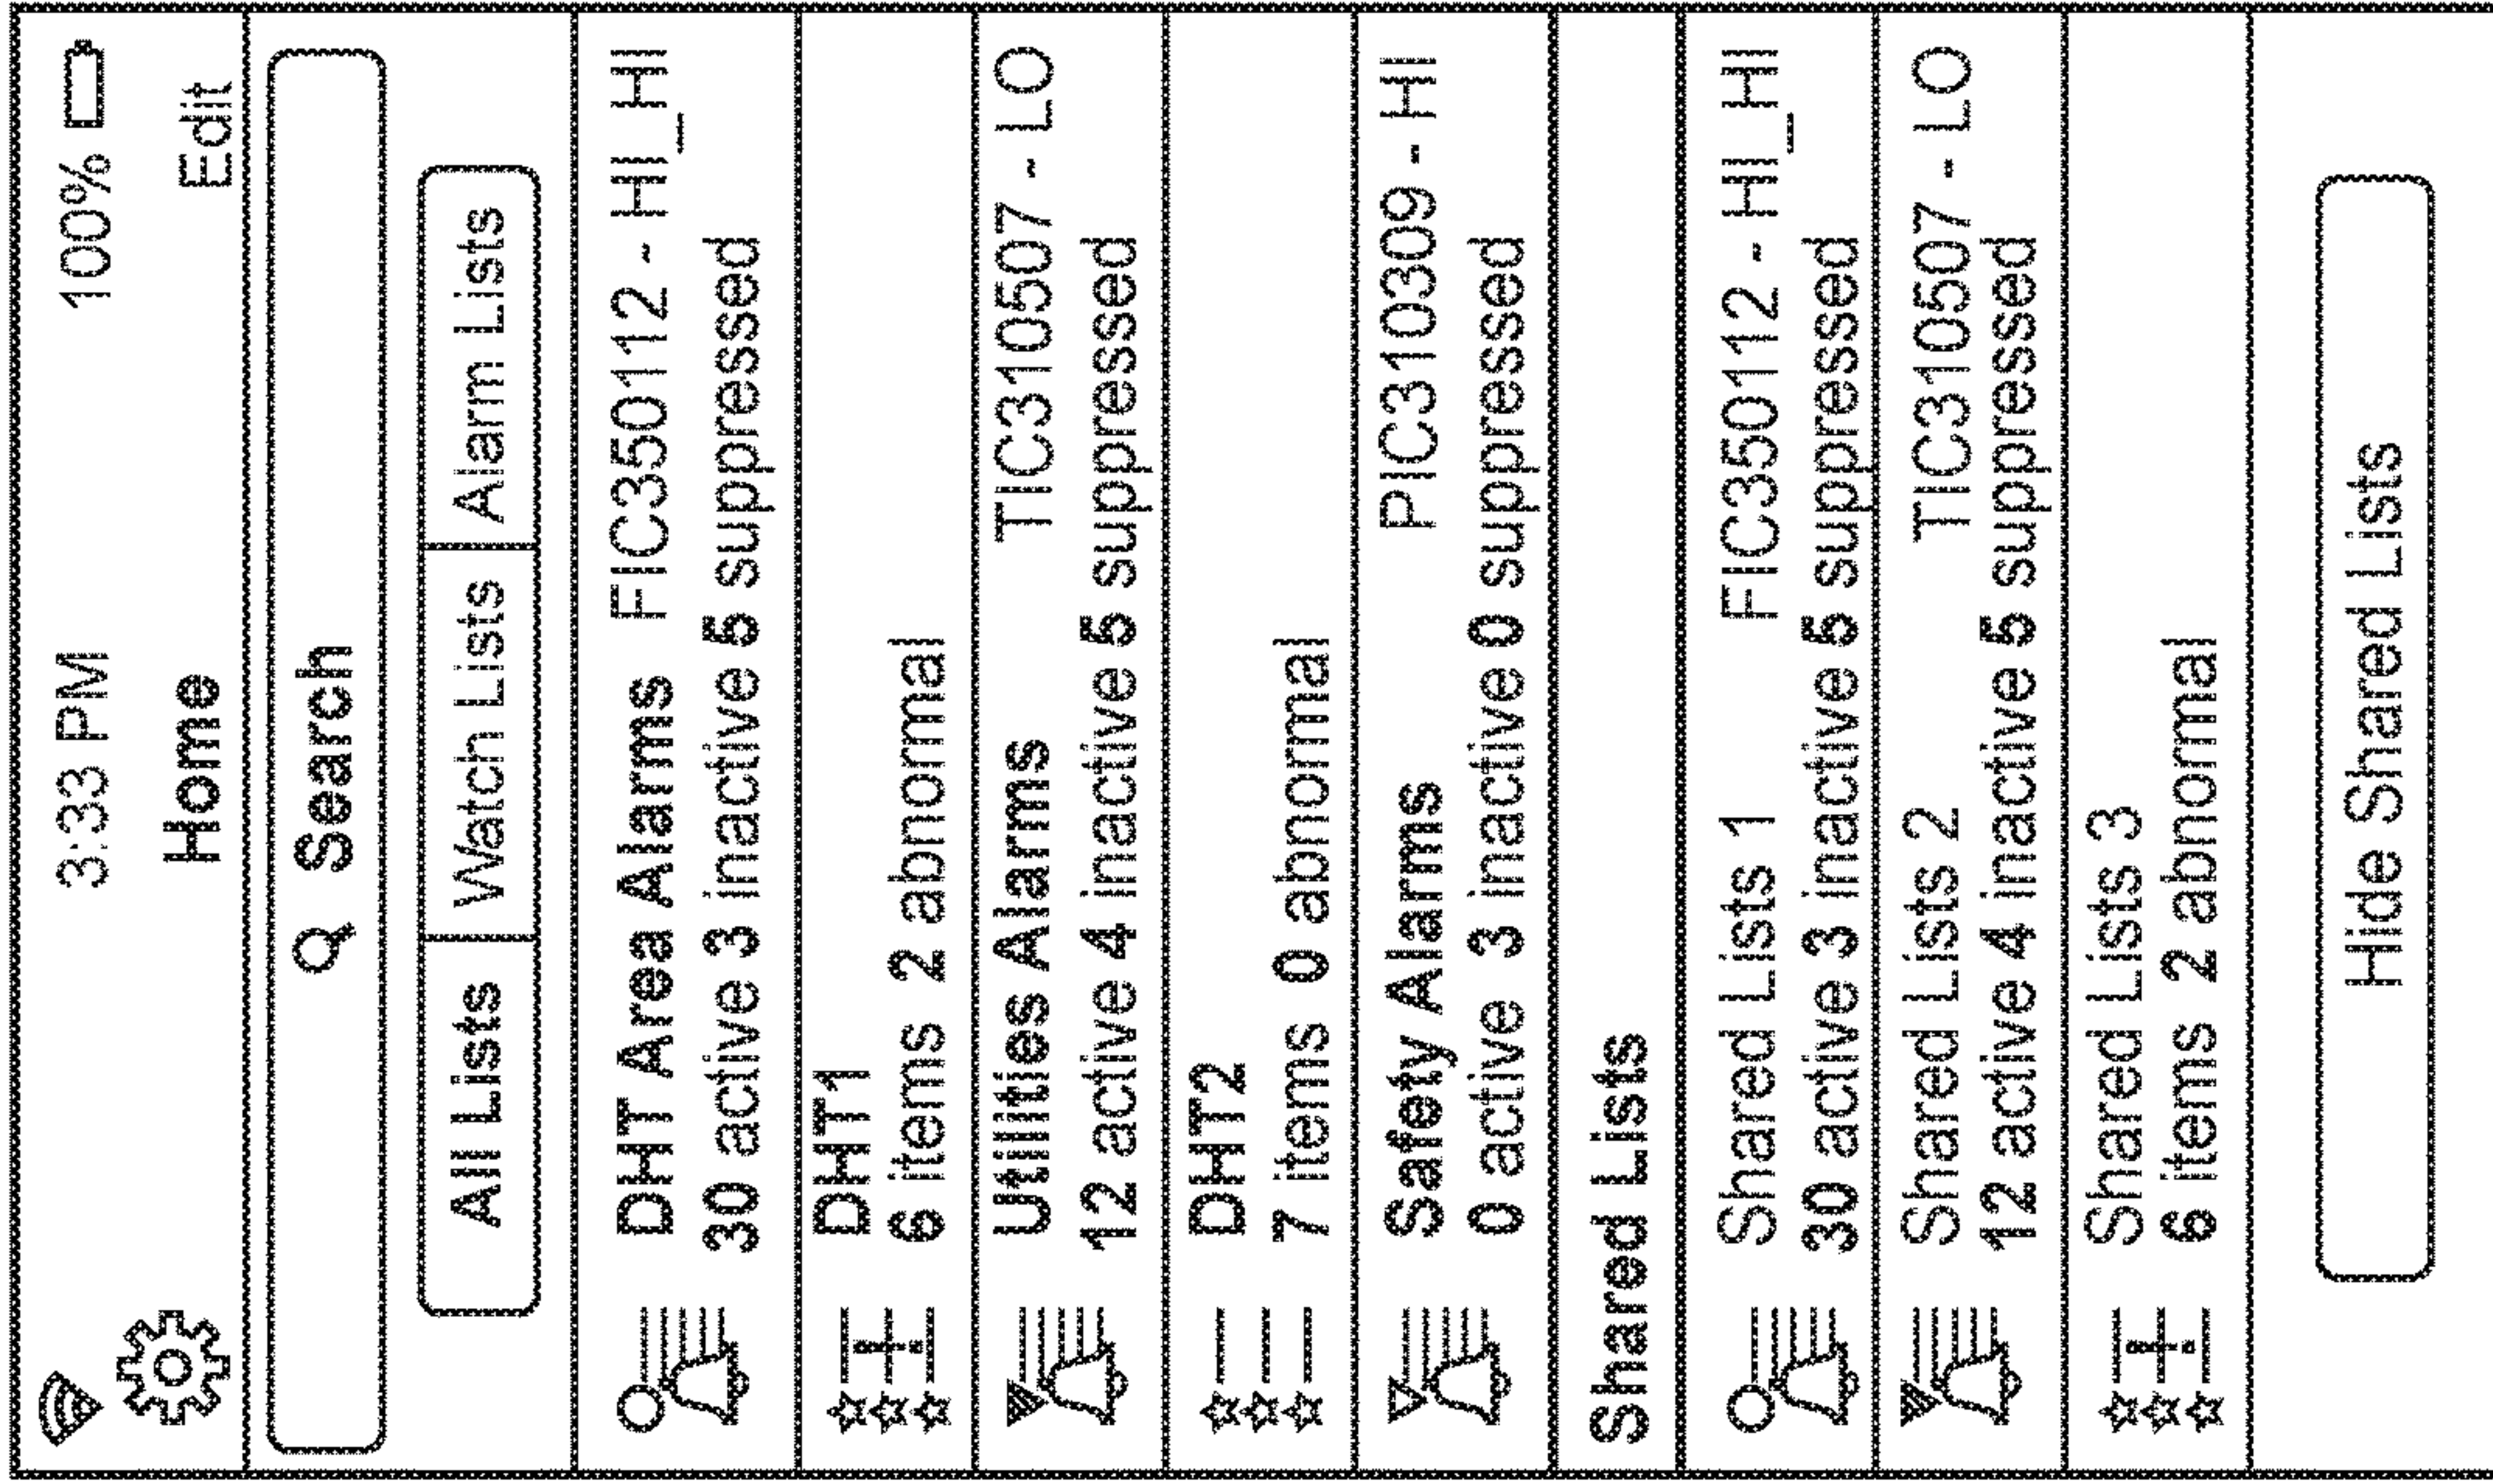 3:33 PM 100%
Home Edit
Search
All Lists Watch Lists Alarm Lists
DHT Area Alarms FIC350112 - HI_HI
30 active 3 inactive 5 suppressed
DHT1
6 items 2 abnormal
Utilities Alarms TIC310507 - LO
12 active 4 inactive 5 suppressed
DHT2
7 items 0 abnormal
Safety Alarms PIC310309 - HI
0 active 3 inactive 0 suppressed
Shared Lists
Shared Lists 1 FIC350112 - HI_HI
30 active 3 inactive 5 suppressed
Shared Lists 2 TIC310507 - LO
12 active 4 inactive 5 suppressed
Shared Lists 3
6 items 2 abnormal
Hide Shared Lists